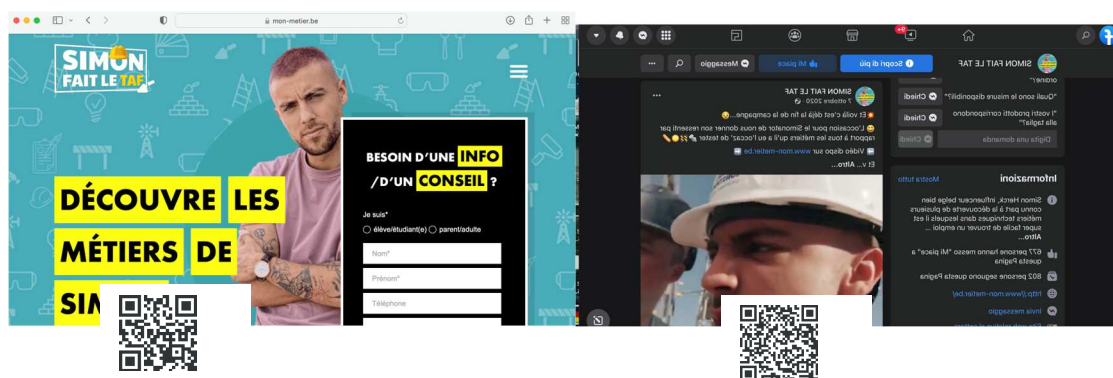 mon-metier.be
SIMON
FAIT LE TAF
BESOIN D'UNE INFO
/D'UN CONSEIL ?
Je suis*
élève/étudiant(e) parent/adulte
Nom*
Prénom*
Téléphone
DÉCOUVRE LES
MÉTIERS DE
9+
SIMON FAIT LE TAF
Scopri di più
Mi piace
Messaggio
ordine?"
"Quali sono le misure disponibili?" Chiedi
"I vostri prodotti corrispondono
alla taglia?" Chiedi
Digita una domanda Chiedi
Informazioni Mostra tutto
Simon Herck, influenceur belge bien
connu part à la découverte de plusieurs
métiers techniques dans lesquels il est
super facile de trouver un emploi ...
Altro...
677 persone hanno messo "Mi piace" a
questa Pagina
802 persone seguono questa Pagina
http://www.mon-metier.be/
Invia messaggio
SIMON FAIT LE TAF
7 ottobre 2020
Et voilà c'est déjà la fin de la campagne...
L'occasion pour le Simonator de nous donner son ressenti par
rapport à tous les métiers qu'il a eu l'occaz' de tester
Vidéo dispo sur www.mon-metier.be
Et v... Altro...